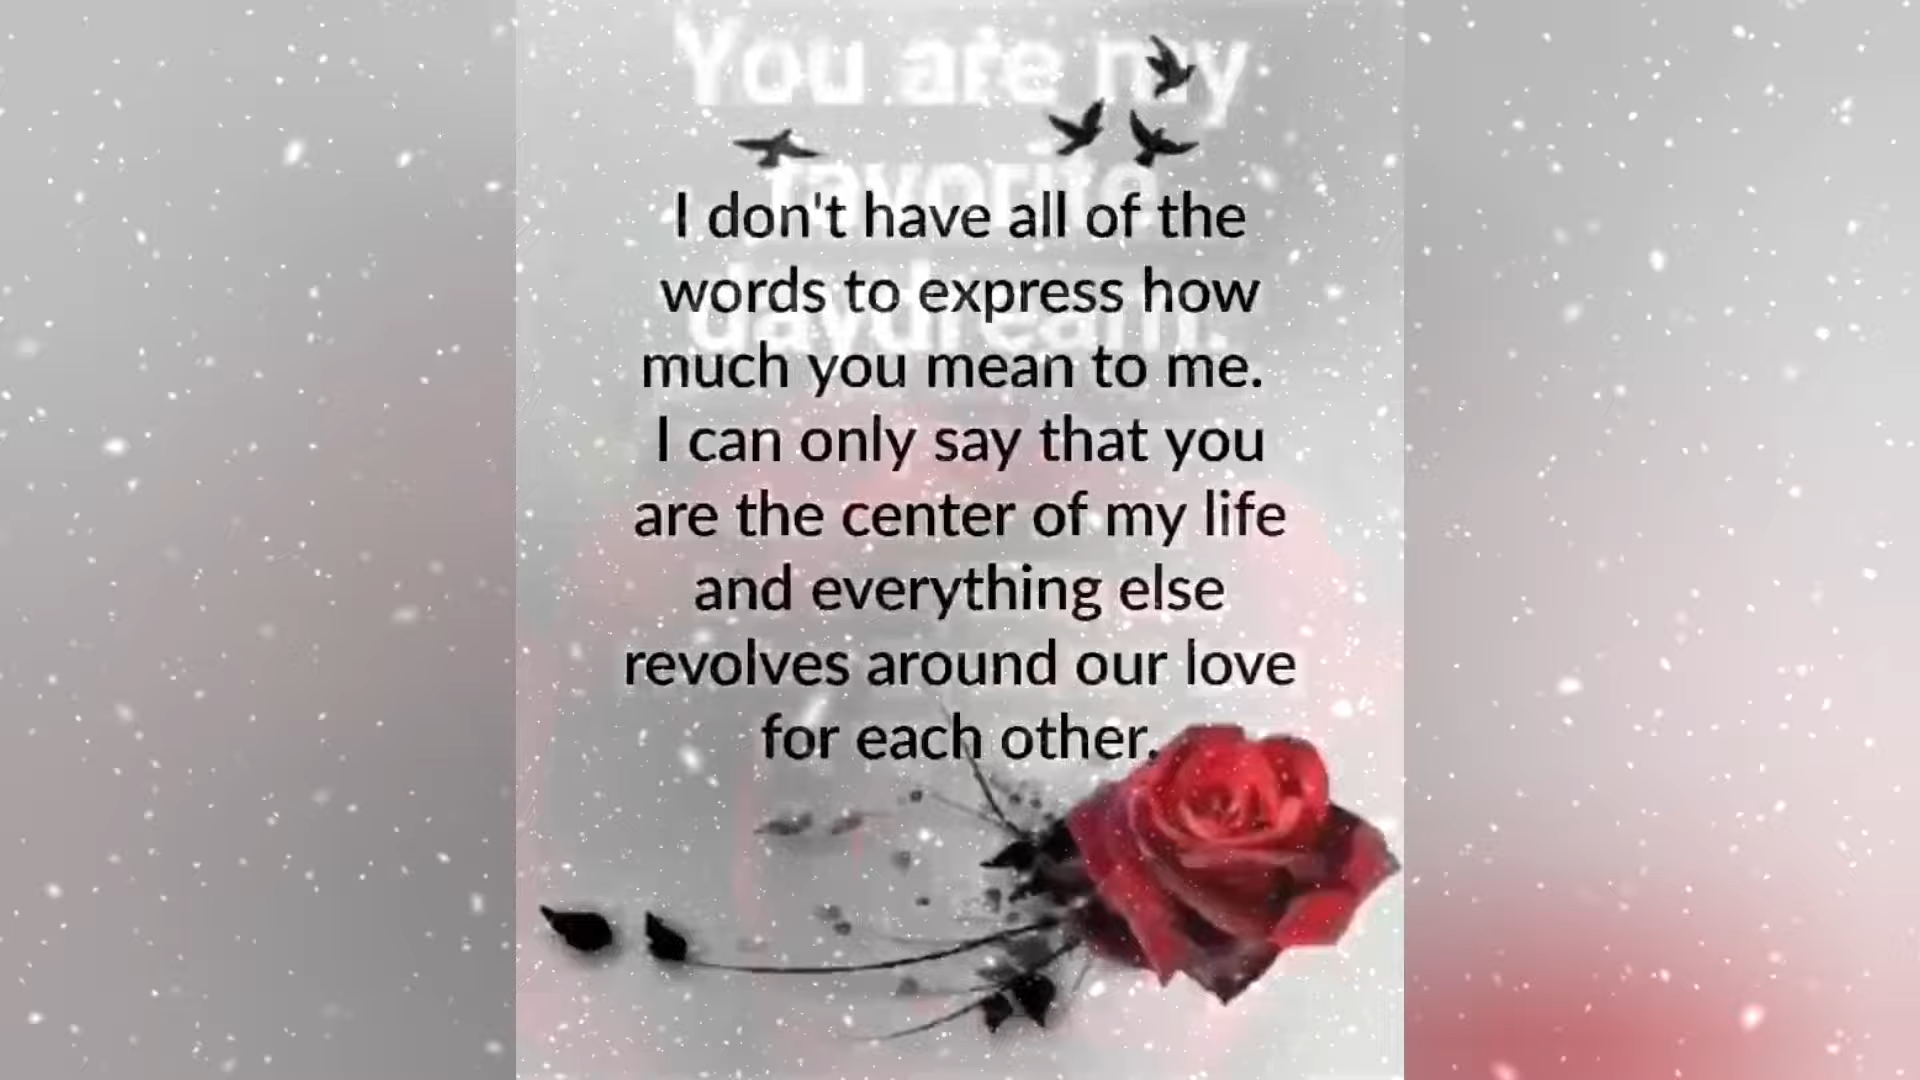 You are my
favorite
daydream.
I don't have all of the
words to express how
much you mean to me.
I can only say that you
are the center of my life
and everything else
revolves around our love
for each other.